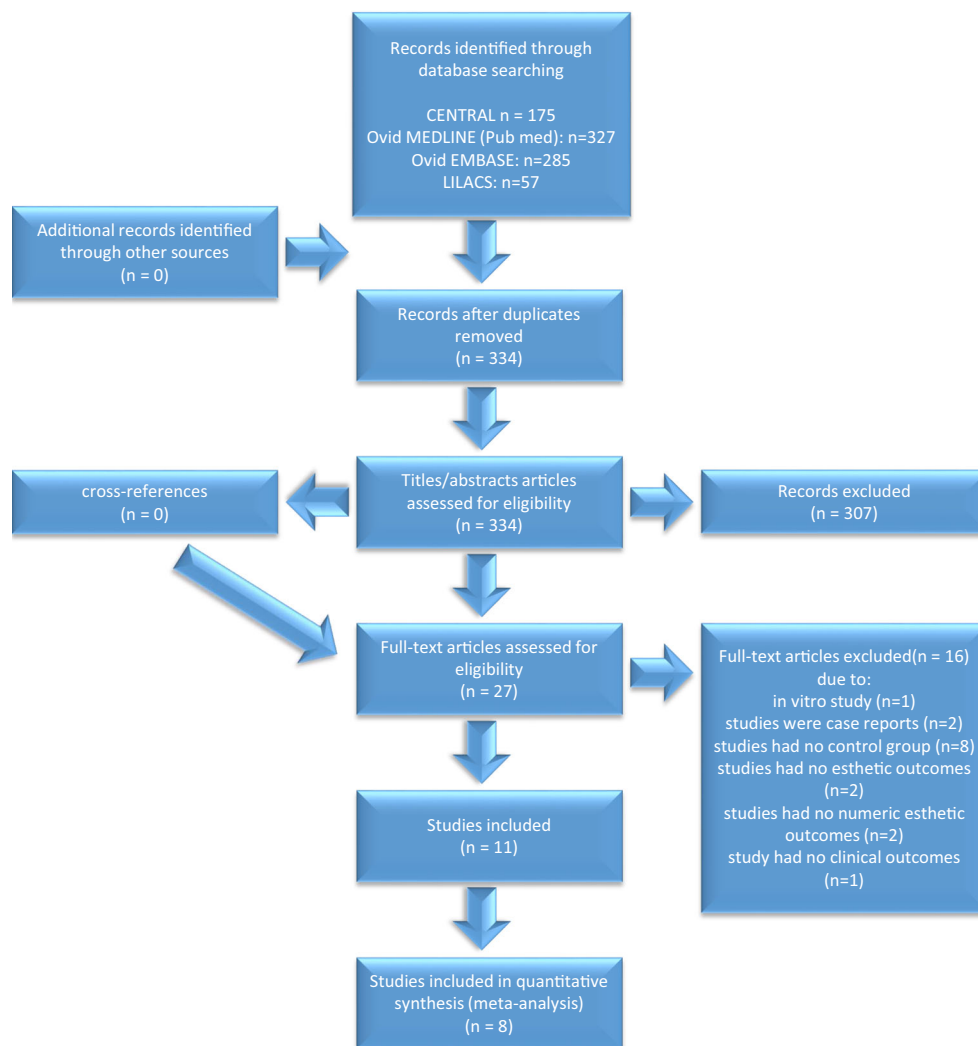 Records identified through
database searching
CENTRAL n = 175
Ovid MEDLINE (Pub med): n=327
Ovid EMBASE: n=285
LILACS: n=57
Additional records identified
through other sources
(n = 0)
Records after duplicates
removed
(n = 334)
cross-references
(n = 0)
Titles/abstracts articles
assessed for eligibility
(n = 334)
Records excluded
(n = 307)
Full-text articles assessed for
eligibility
(n = 27)
Full-text articles excluded(n = 16)
due to:
in vitro study (n=1)
studies were case reports (n=2)
studies had no control group (n=8)
studies had no esthetic outcomes
(n=2)
studies had no numeric esthetic
outcomes (n=2)
study had no clinical outcomes
(n=1)
Studies included
(n = 11)
Studies included in quantitative
synthesis (meta-analysis)
(n = 8)